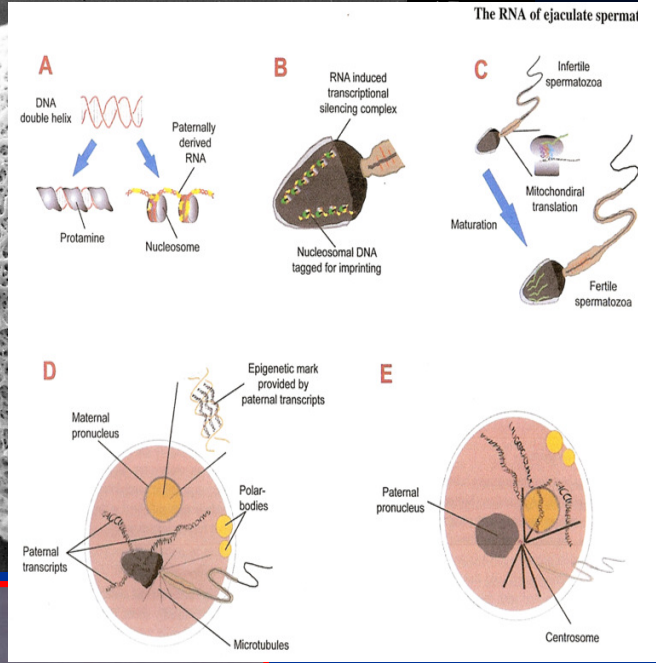 The RNA of ejaculate spermat
A
DNA
double helix
Paternally
derived
RNA
Protamine
Nucleosome
B
RNA induced
transcriptional
silencing complex
Nucleosomal DNA
tagged for imprinting
C
Infertile
spermatozoa
Mitochondiral
translation
Maturation
Fertile
spermatozoa
D
Epigenetic mark
provided by
paternal transcripts
Maternal
pronucleus
Polar-
bodies
Paternal
transcripts
Microtubules
E
Paternal
pronucleus
Centrosome